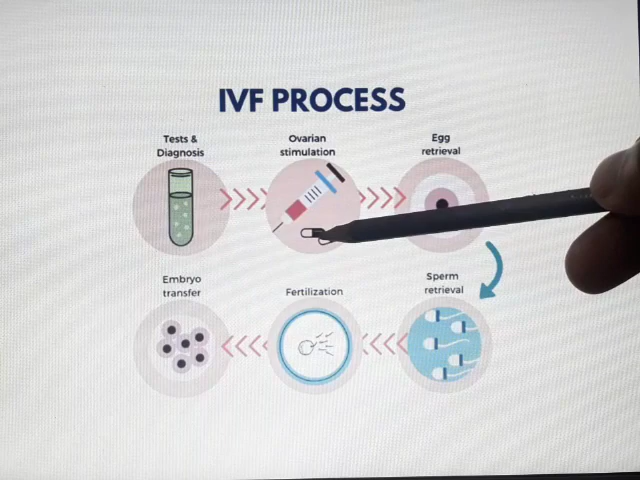 IVF PROCESS
Tests &
Diagnosis
Ovarian
stimulation
Egg
retrieval
Embryo
transfer
Fertilization
Sperm
retrieval